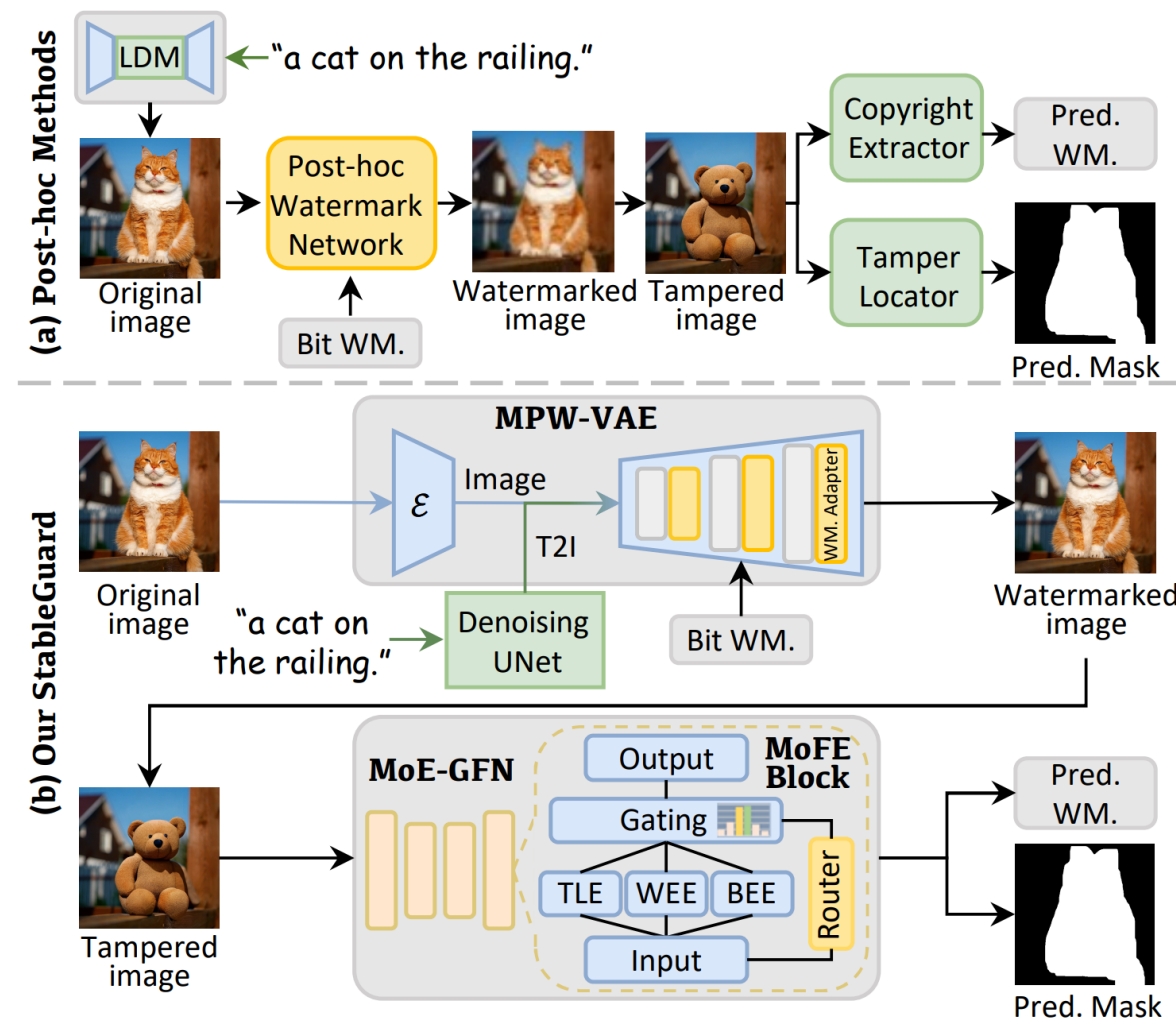 (a) Post-hoc Methods
LDM
“a cat on the railing.”
Original
image
Post-hoc
Watermark
Network
Bit WM.
Watermarked
image
Tampered
image
Copyright
Extractor
Pred.
WM.
Tamper
Locator
Pred. Mask
(b) Our StableGuard
MPW-VAE
Original
image
ℰ
Image
T2I
WM. Adapter
“a cat on
the railing.”
Denoising
UNet
Bit WM.
Watermarked
image
Tampered
image
MoE-GFN
MoFE
Block
Output
Gating
TLE
WEE
BEE
Router
Input
Pred.
WM.
Pred. Mask